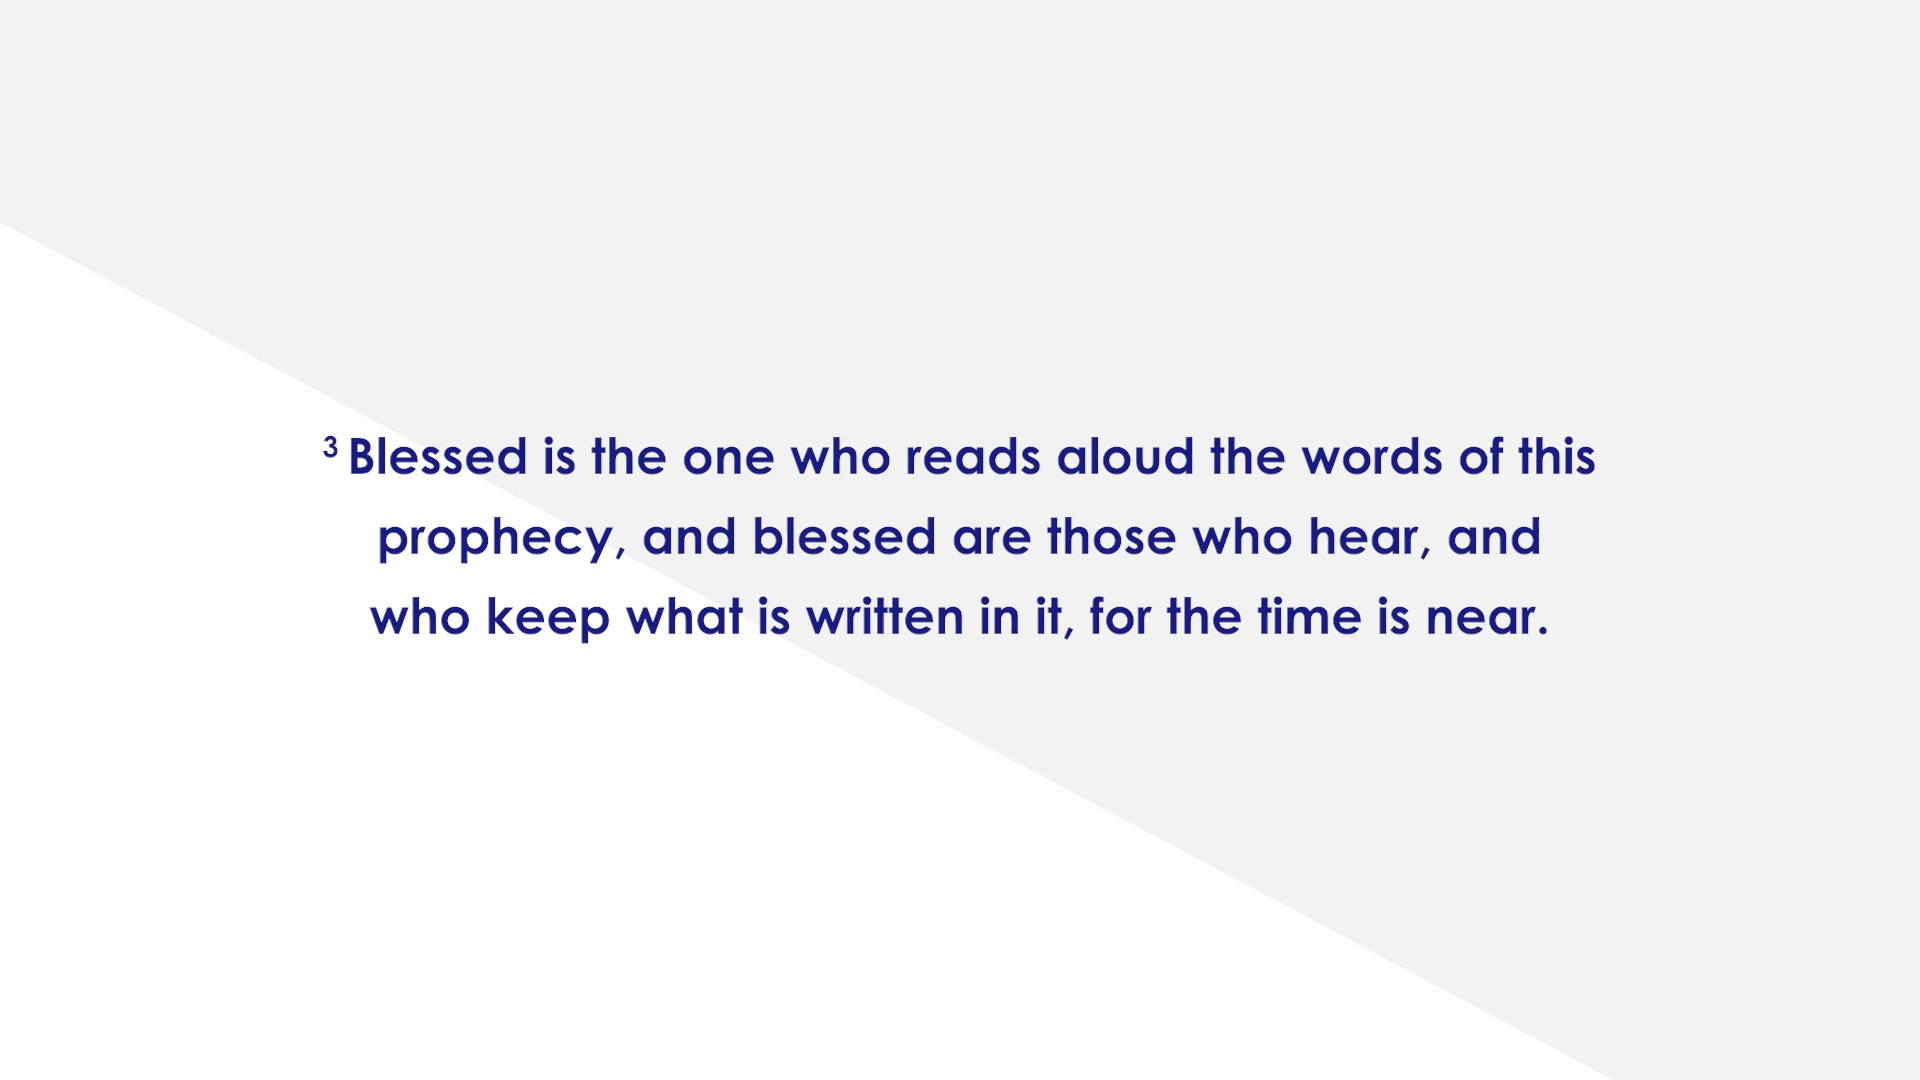 3 Blessed is the one who reads aloud the words of this
prophecy, and blessed are those who hear, and
who keep what is written in it, for the time is near.